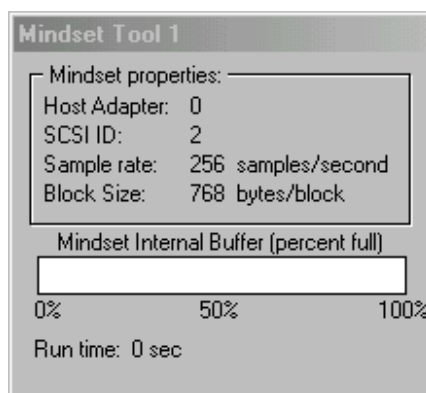 Mindset Tool 1
Mindset properties:
Host Adapter: 0
SCSI ID: 2
Sample rate: 256 samples/second
Block Size: 768 bytes/block
Mindset Internal Buffer (percent full)
0% 50% 100%
Run time: 0 sec